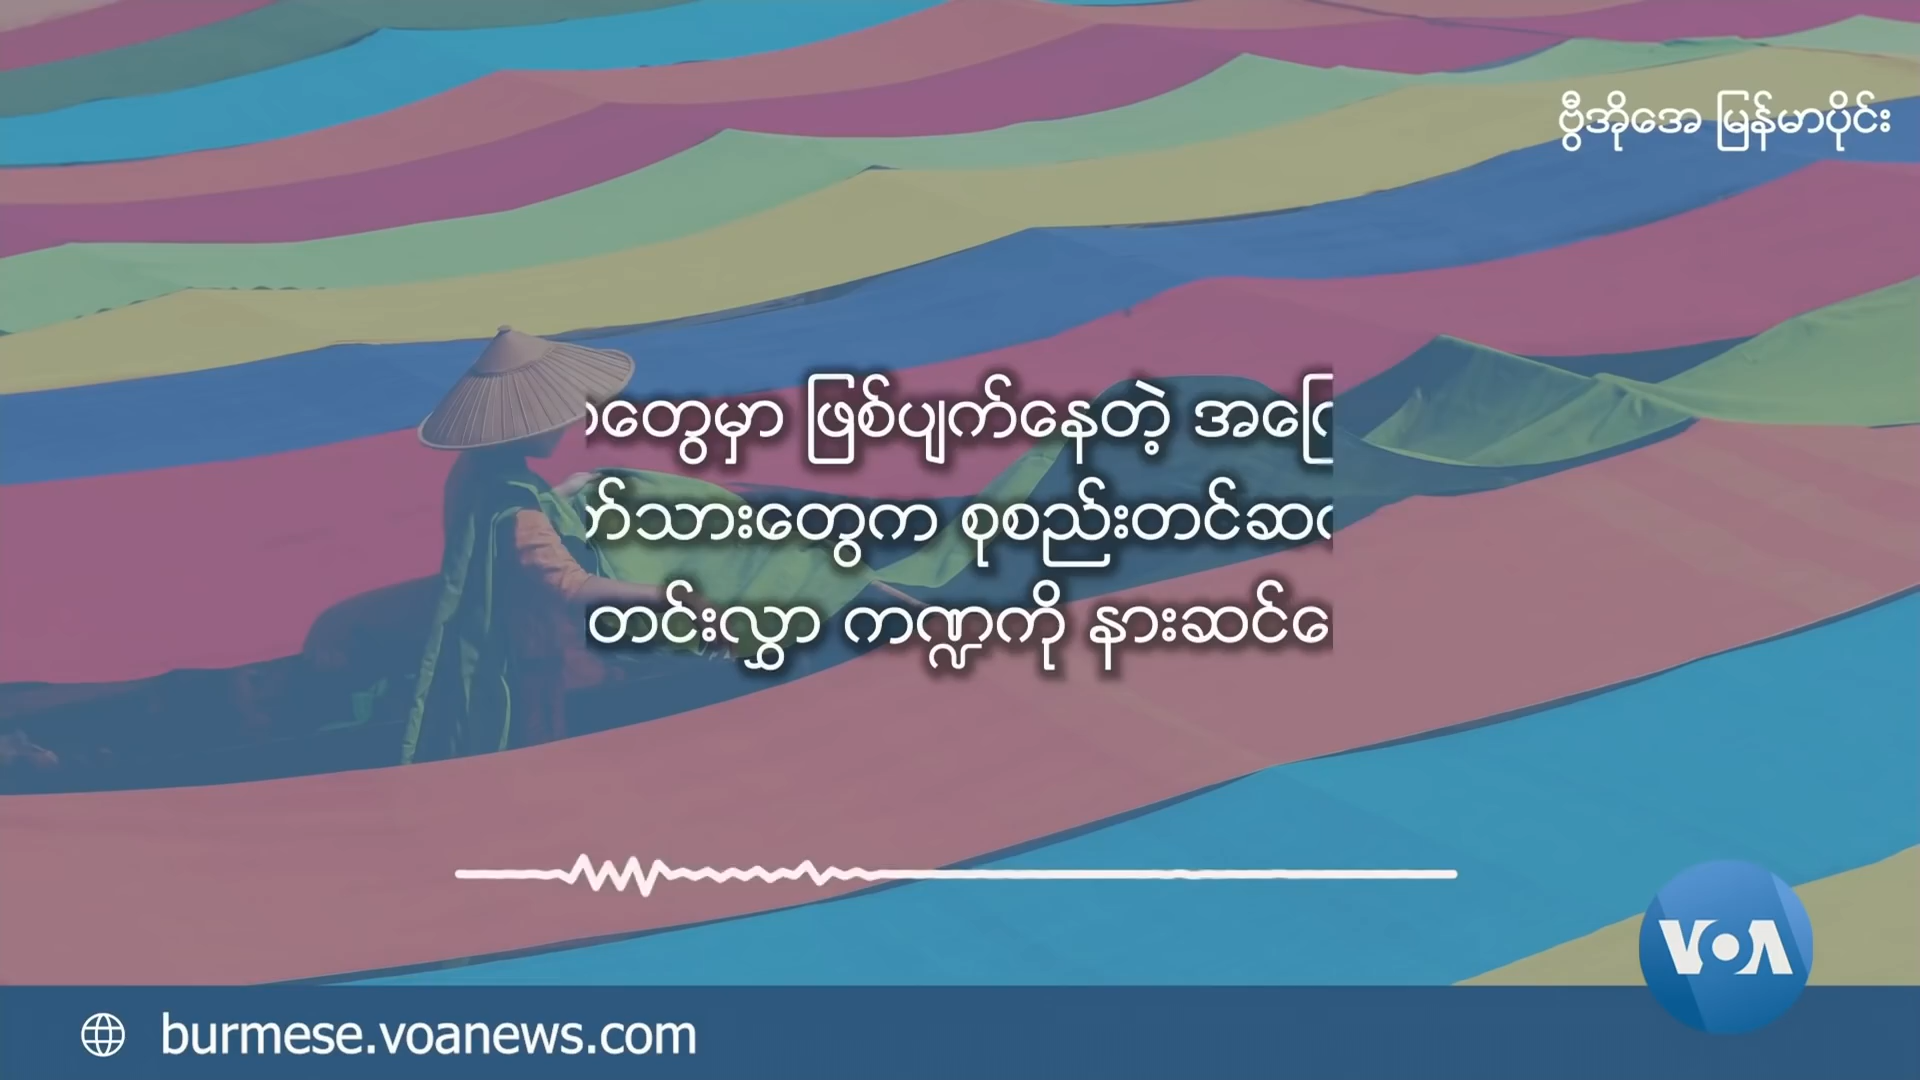 ဗွီအိုအေ မြန်မာပိုင်း
တွေမှာ ဖြစ်ပျက်နေတဲ့
သားတွေက စုစည်းတင်ဆ
တင်းလွှာ ကဏ္ဍကို နားဆင်
VOA
burmese.voanews.com